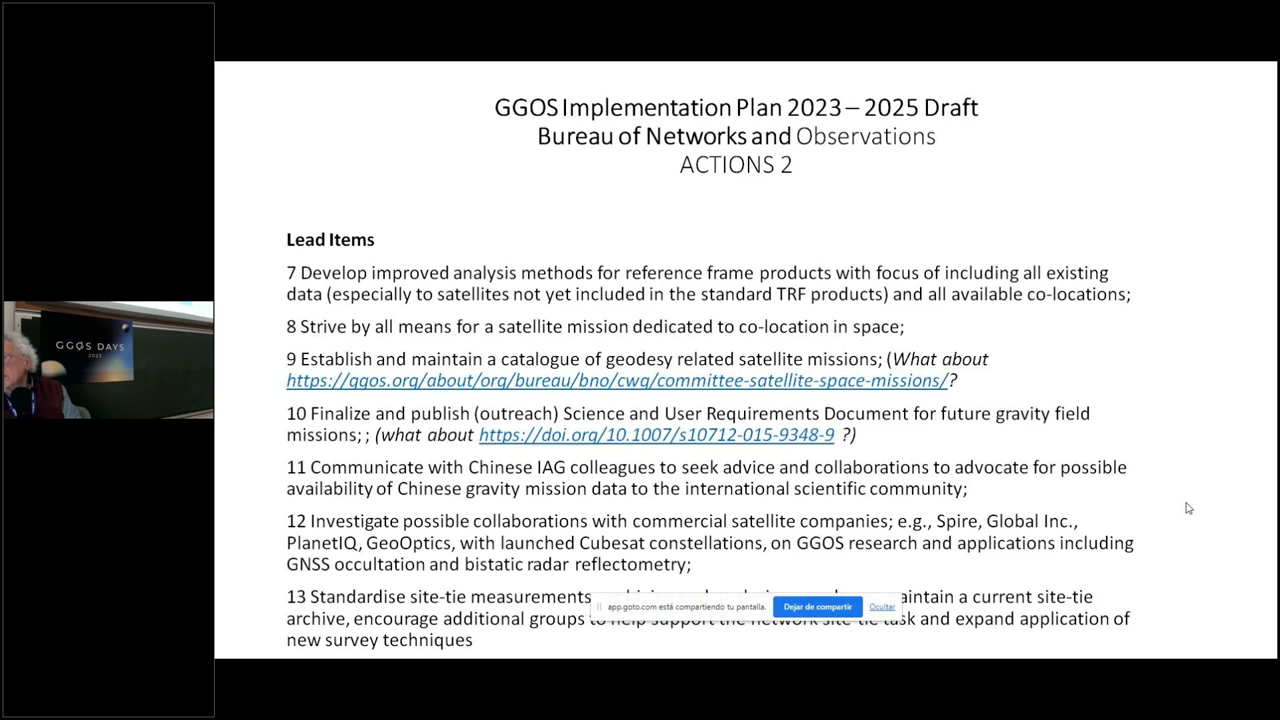 GGOS Implementation Plan 2023 – 2025 Draft
Bureau of Networks and Observations
ACTIONS 2
Lead Items
7 Develop improved analysis methods for reference frame products with focus of including all existing
data (especially to satellites not yet included in the standard TRF products) and all available co-locations;
8 Strive by all means for a satellite mission dedicated to co-location in space;
9 Establish and maintain a catalogue of geodesy related satellite missions; (What about
https://ggos.org/about/org/bureau/bno/cwg/committee-satellite-space-missions/?
10 Finalize and publish (outreach) Science and User Requirements Document for future gravity field
missions; ; (what about https://doi.org/10.1007/s10712-015-9348-9 ?)
11 Communicate with Chinese IAG colleagues to seek advice and collaborations to advocate for possible
availability of Chinese gravity mission data to the international scientific community;
12 Investigate possible collaborations with commercial satellite companies; e.g., Spire, Global Inc.,
PlanetIQ, GeoOptics, with launched Cubesat constellations, on GGOS research and applications including
GNSS occultation and bistatic radar reflectometry;
13 Standardise site-tie measurements, maintain a current site-tie
app.goto.com está compartiendo tu pantalla. Dejar de compartir Ocultar
archive, encourage additional groups to help support the network site-tie task and expand application of
new survey techniques
GGOS DAYS
2022